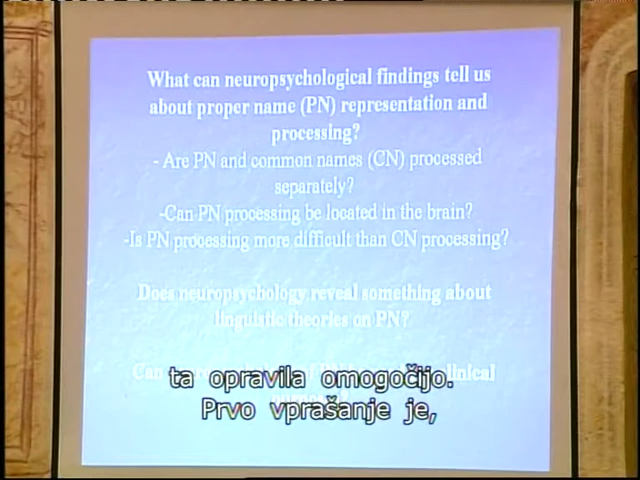 What can neuropsychological findings tell us
about proper name (PN) representation and
processing?
- Are PN and common names (CN) processed
separately?
-Can PN processing be located in the brain?
-Is PN processing more difficult than CN processing?
Does neuropsychology reveal something about
linguistic theories on PN?
Can clinical
ta opravila omogočijo.
Prvo vprašanje je,